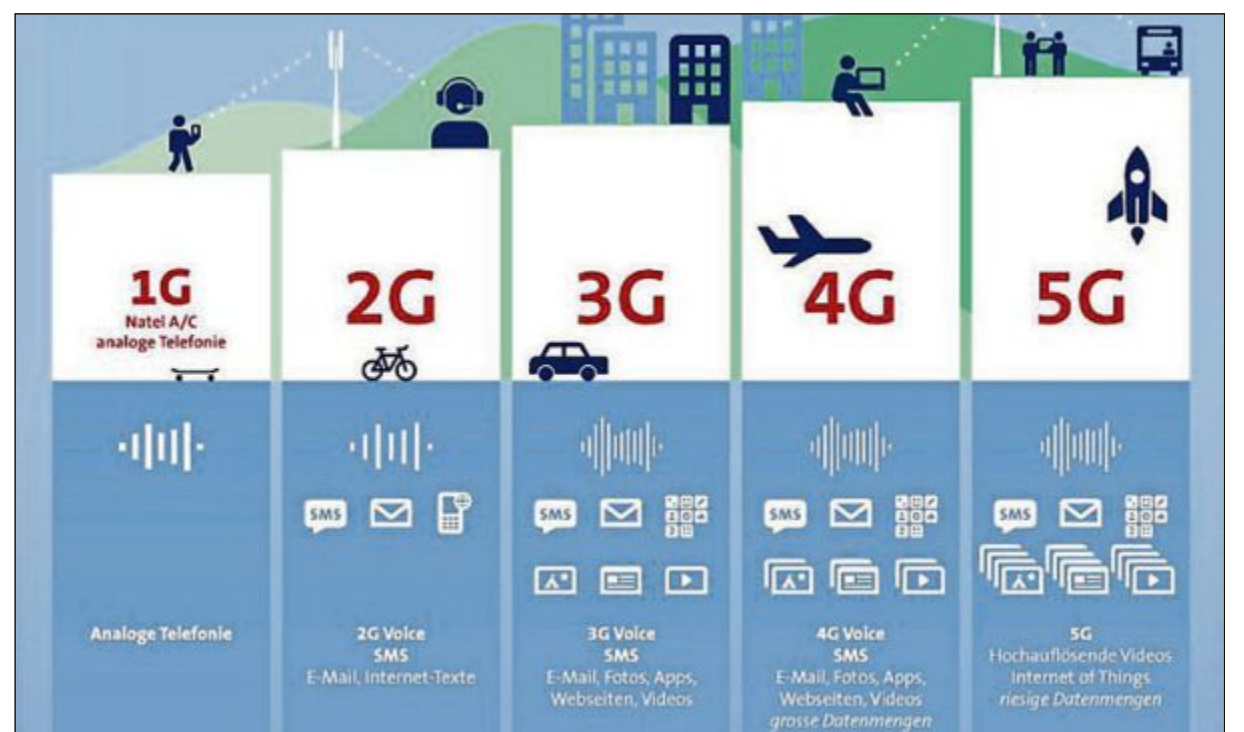 1G
Natel A/C
analoge Telefonie
2G
3G
4G
5G
SMS
SMS
SMS
SMS
Analoge Telefonie
2G Voice
SMS
E-Mail, Internet-Texte
3G Voice
SMS
E-Mail, Fotos, Apps,
Webseiten, Videos
4G Voice
SMS
E-Mail, Fotos, Apps,
Webseiten, Videos
grosse Datenmengen
5G
Hochauflösende Videos
Internet of Things
riesige Datenmengen